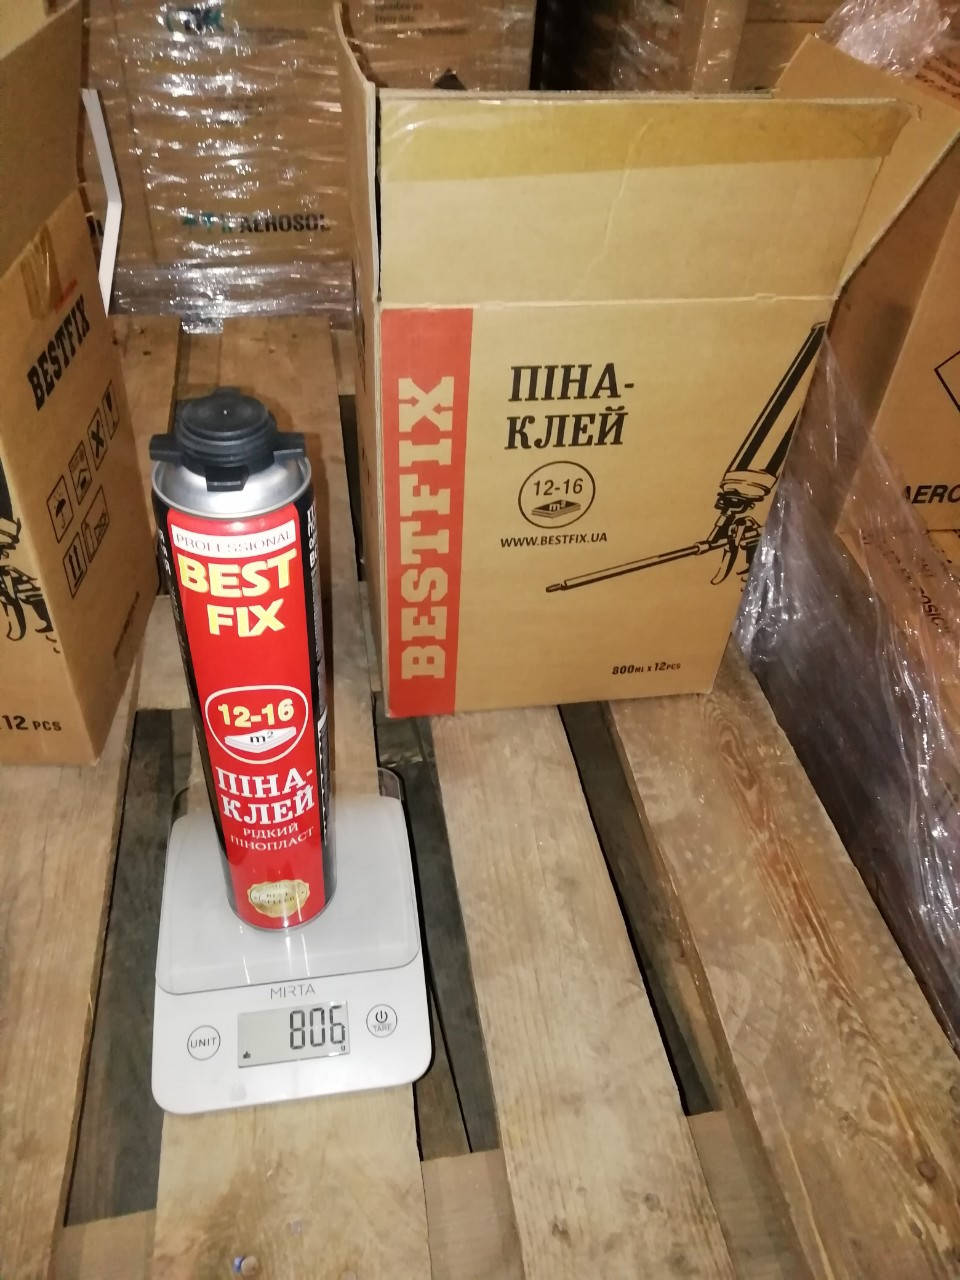 AEROSOL
BESTFIX
12 PCS
BESTFIX
ПІНА-
КЛЕЙ
12-16
m²
WWW.BESTFIX.UA
800ML X 12PCS
AERO
PROFESSIONAL
BEST
FIX
12-16
m²
ПІНА-
КЛЕЙ
РІДКИЙ
ПІНОПЛАСТ
MIRTA
UNIT
806
g
TARE